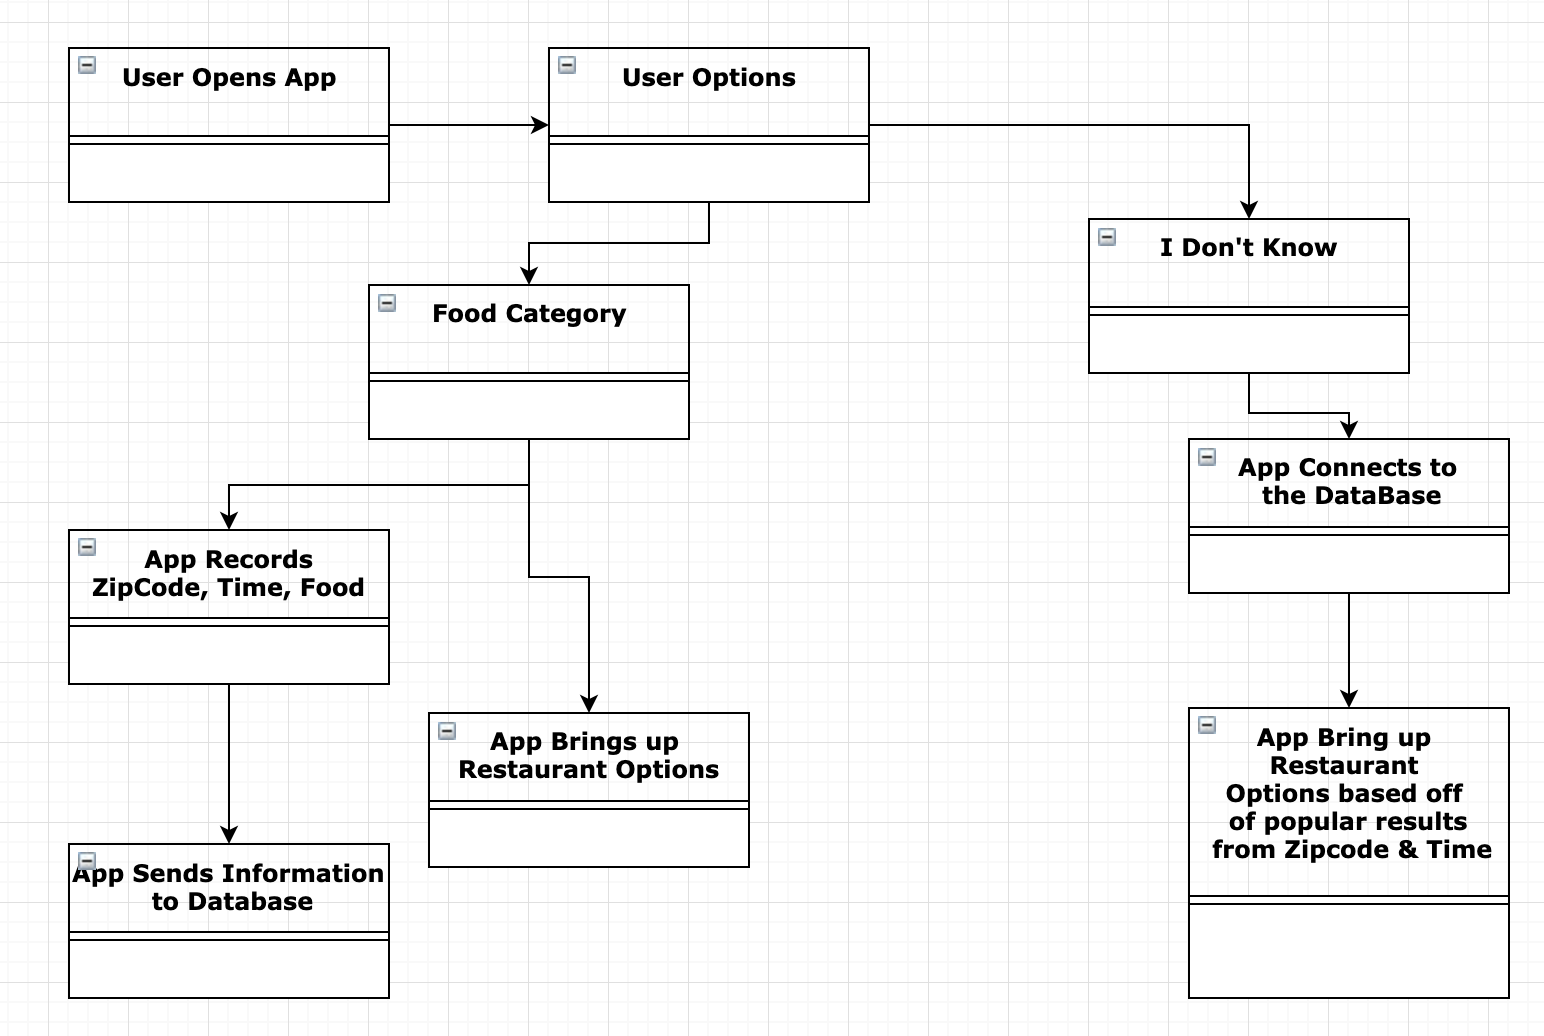 User Opens App
User Options
I Don't Know
Food Category
App Connects to
the DataBase
App Records
ZipCode, Time, Food
App Brings up
Restaurant Options
App Bring up
Restaurant
Options based off
of popular results
from Zipcode & Time
App Sends Information
to Database